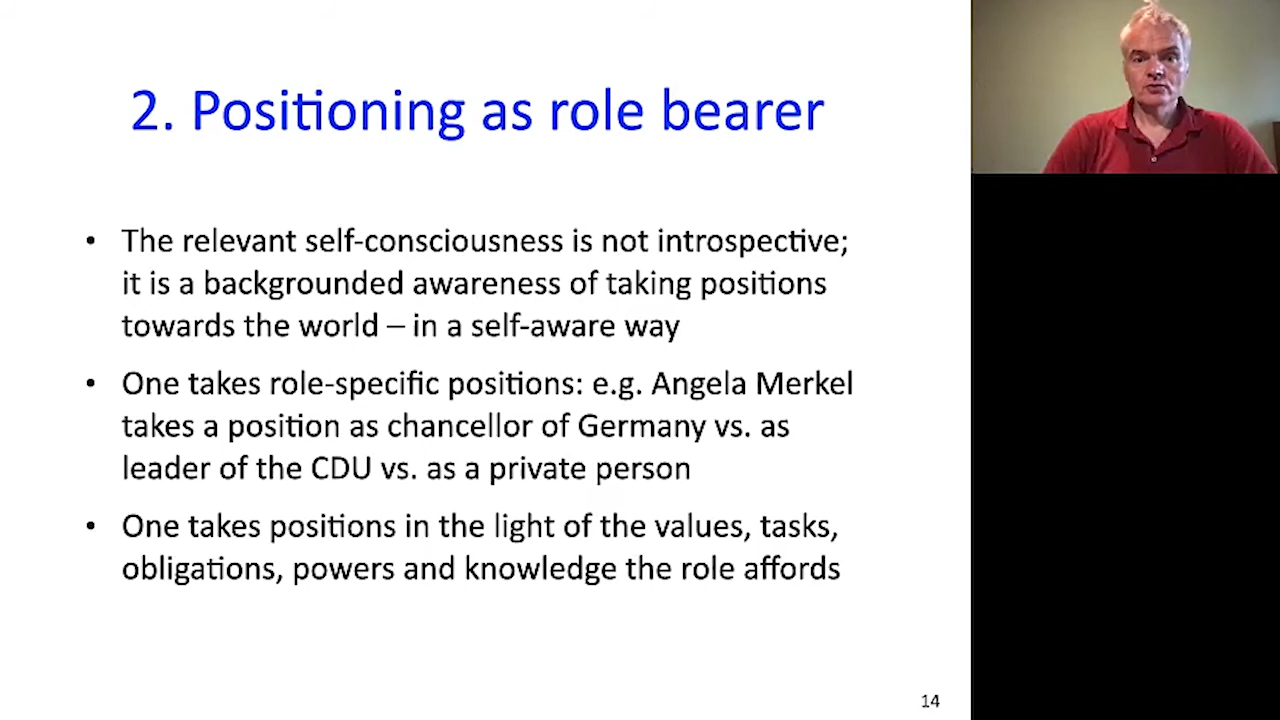 2. Positioning as role bearer
• The relevant self-consciousness is not introspective;
it is a backgrounded awareness of taking positions
towards the world – in a self-aware way
• One takes role-specific positions: e.g. Angela Merkel
takes a position as chancellor of Germany vs. as
leader of the CDU vs. as a private person
• One takes positions in the light of the values, tasks,
obligations, powers and knowledge the role affords
14